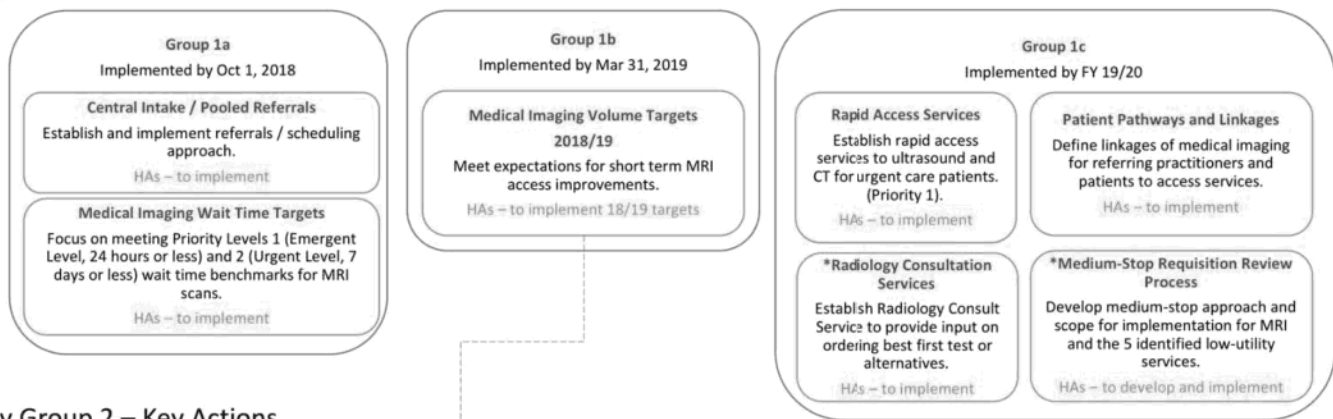 Group 1a
Implemented by Oct 1, 2018
Central Intake / Pooled Referrals
Establish and implement referrals / scheduling
approach.
HAs – to implement
Medical Imaging Wait Time Targets
Focus on meeting Priority Levels 1 (Emergent
Level, 24 hours or less) and 2 (Urgent Level, 7
days or less) wait time benchmarks for MRI
scans.
HAs – to implement
Group 1b
Implemented by Mar 31, 2019
Medical Imaging Volume Targets
2018/19
Meet expectations for short term MRI
access improvements.
HAs – to implement 18/19 targets
Group 1c
Implemented by FY 19/20
Rapid Access Services
Establish rapid access
services to ultrasound and
CT for urgent care patients.
(Priority 1).
HAs – to implement
Patient Pathways and Linkages
Define linkages of medical imaging
for referring practitioners and
patients to access services.
HAs – to implement
*Radiology Consultation
Services
Establish Radiology Consult
Service to provide input on
ordering best first test or
alternatives.
HAs – to implement
*Medium-Stop Requisition Review
Process
Develop medium-stop approach and
scope for implementation for MRI
and the 5 identified low-utility
services.
HAs – to develop and implement
Group 2 – Key Actions